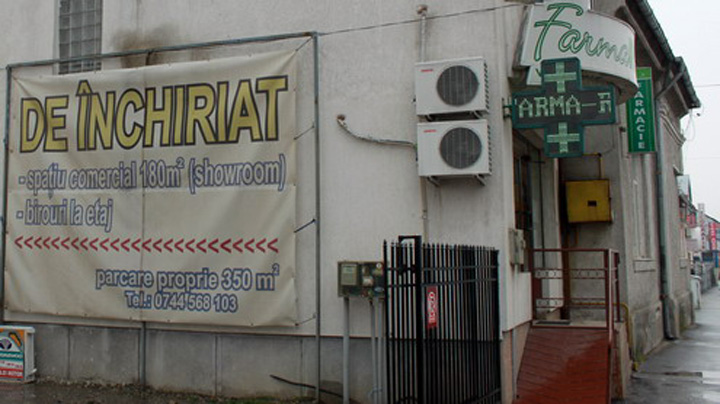 DE ÎNCHIRIAT
- spațiu comercial 180m² (showroom)
- birouri la etaj
<<<<<<<<<<<<<<<<<<<<<<<
parcare proprie 350 m²
Tel.: 0744 568 103
Farma
ARMA-F
FARMACIE